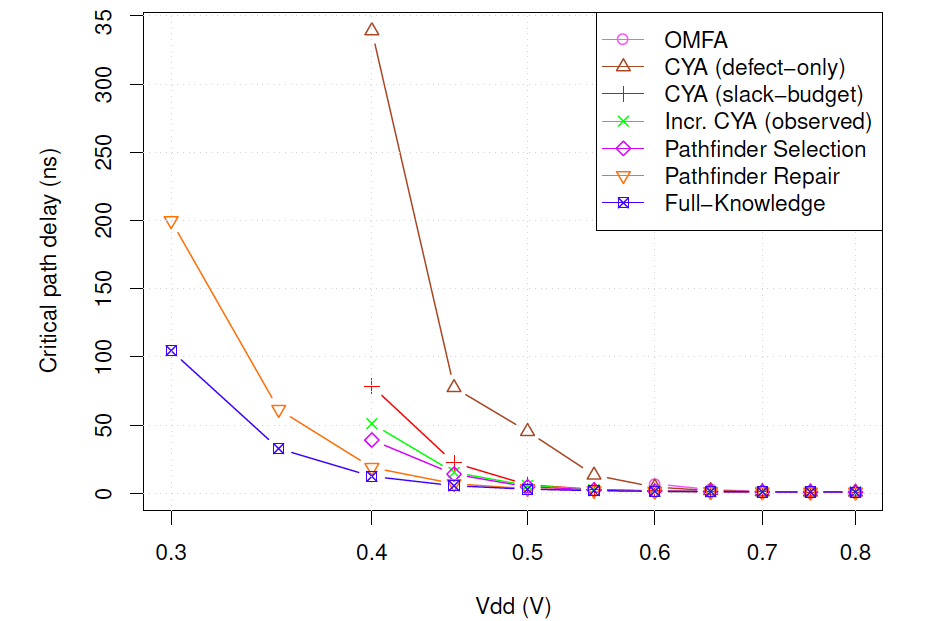 Critical path delay (ns)
35
300
250
200
150
100
50
0
OMFA
CYA (defect−only)
CYA (slack−budget)
Incr. CYA (observed)
Pathfinder Selection
Pathfinder Repair
Full−Knowledge
0.3 0.4 0.5 0.6 0.7 0.8
Vdd (V)